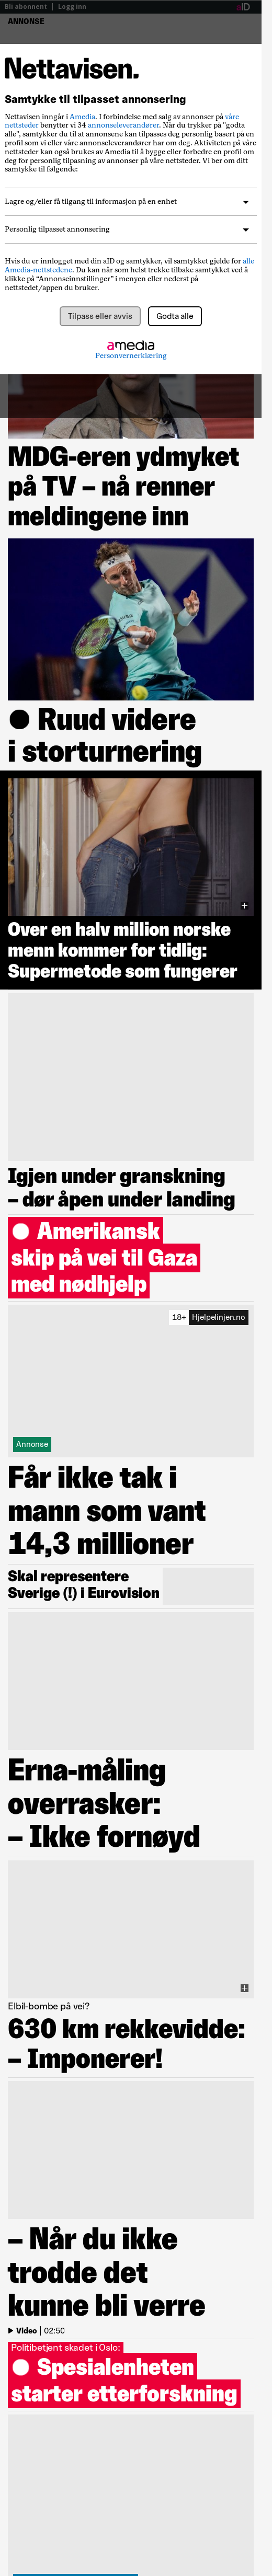 Bli abonnent | Logg inn
aID
ANNONSE
Nettavisen.
Samtykke til tilpasset annonsering
Nettavisen inngår i Amedia. I forbindelse med salg av annonser på våre
nettsteder benytter vi 34 annonseleverandører. Når du trykker på "godta
alle", samtykker du til at annonsene kan tilpasses deg personlig basert på en
profil som vi eller våre annonseleverandører har om deg. Aktiviteten på våre
nettsteder kan også brukes av Amedia til å bygge eller forbedre en profil om
deg for personlig tilpasning av annonser på våre nettsteder. Vi ber om ditt
samtykke til følgende:
Lagre og/eller få tilgang til informasjon på en enhet
Personlig tilpasset annonsering
Hvis du er innlogget med din aID og samtykker, vil samtykket gjelde for alle
Amedia-nettstedene. Du kan når som helst trekke tilbake samtykket ved å
klikke på “Annonseinnstillinger” i menyen eller nederst på
nettstedet/appen du bruker.
Tilpass eller avvis
Godta alle
amedia
Personvernerklæring
MDG-eren ydmyket
på TV – nå renner
meldingene inn
● Ruud videre
i storturnering
Over en halv million norske
menn kommer for tidlig:
Supermetode som fungerer
Igjen under granskning
– dør åpen under landing
● Amerikansk
skip på vei til Gaza
med nødhjelp
18+ Hjelpelinjen.no
Annonse
Får ikke tak i
mann som vant
14,3 millioner
Skal representere
Sverige (!) i Eurovision
Erna-måling
overrasker:
– Ikke fornøyd
Elbil-bombe på vei?
630 km rekkevidde:
– Imponerer!
– Når du ikke
trodde det
kunne bli verre
Video | 02:50
Politibetjent skadet i Oslo:
● Spesialenheten
starter etterforskning